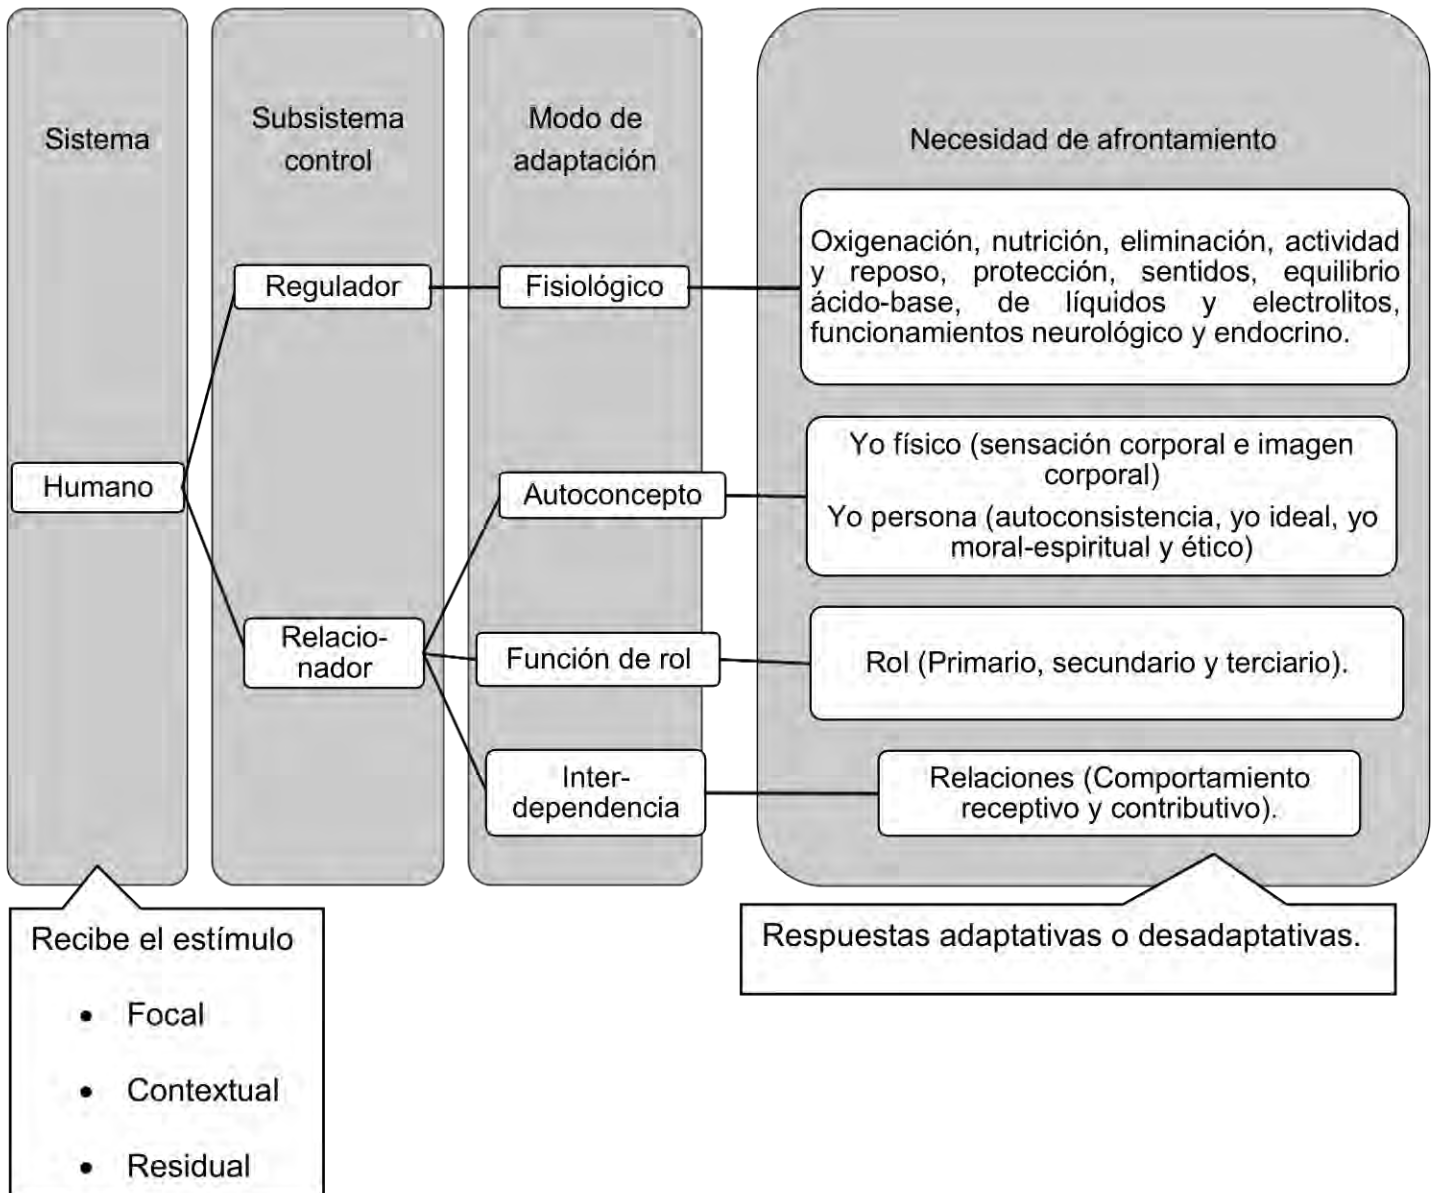 Sistema
Subsistema
control
Modo de
adaptación
Necesidad de afrontamiento
Humano
Regulador
Relacio-
nador
Fisiológico
Autoconcepto
Función de rol
Inter-
dependencia
Oxigenación, nutrición, eliminación, actividad
y reposo, protección, sentidos, equilibrio
ácido-base, de líquidos y electrolitos,
funcionamientos neurológico y endocrino.
Yo físico (sensación corporal e imagen
corporal)
Yo persona (autoconsistencia, yo ideal, yo
moral-espiritual y ético)
Rol (Primario, secundario y terciario).
Relaciones (Comportamiento
receptivo y contributivo).
Recibe el estímulo
• Focal
• Contextual
• Residual
Respuestas adaptativas o desadaptativas.